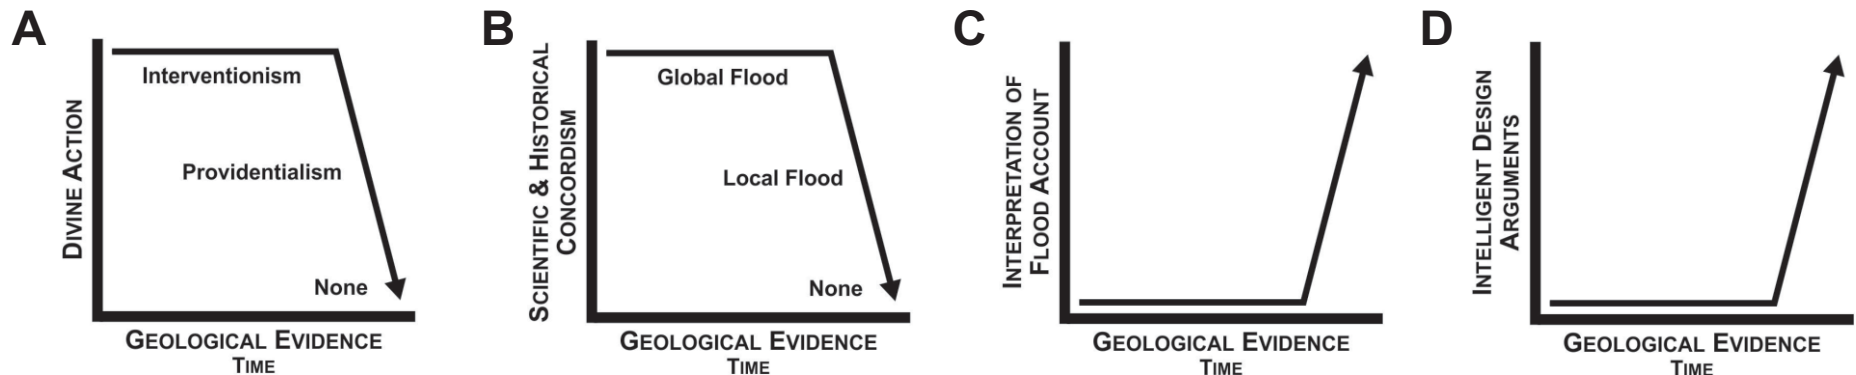 A
DIVINE ACTION
Interventionism
Providentialism
None
GEOLOGICAL EVIDENCE
TIME
B
SCIENTIFIC & HISTORICAL
CONCORDISM
Global Flood
Local Flood
None
GEOLOGICAL EVIDENCE
TIME
C
INTERPRETATION OF
FLOOD ACCOUNT
GEOLOGICAL EVIDENCE
TIME
D
INTELLIGENT DESIGN
ARGUMENTS
GEOLOGICAL EVIDENCE
TIME